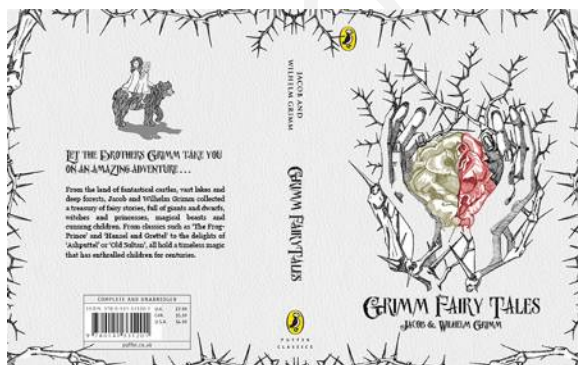 LET THE BROTHERS GRIMM TAKE YOU
ON AN AMAZING ADVENTURE...
From the land of fantastical castles, vast lakes and
deep forests, Jacob and Wilhelm Grimm collected
a treasury of fairy stories, full of giants and dwarfs,
witches and princesses, magical beasts and
cunning children. From classics such as 'The Frog-
Prince' and 'Hansel and Grettel' to the delights of
'Ashputtel' or 'Old Sultan', all hold a timeless magic
that has enthralled children for centuries.
COMPLETE AND UNABRIDGED
puffin.co.uk
JACOB AND
WILHELM GRIMM
GRIMM FAIRY TALES
PUFFIN
CLASSICS
GRIMM FAIRY TALES
JACOB & WILHELM GRIMM